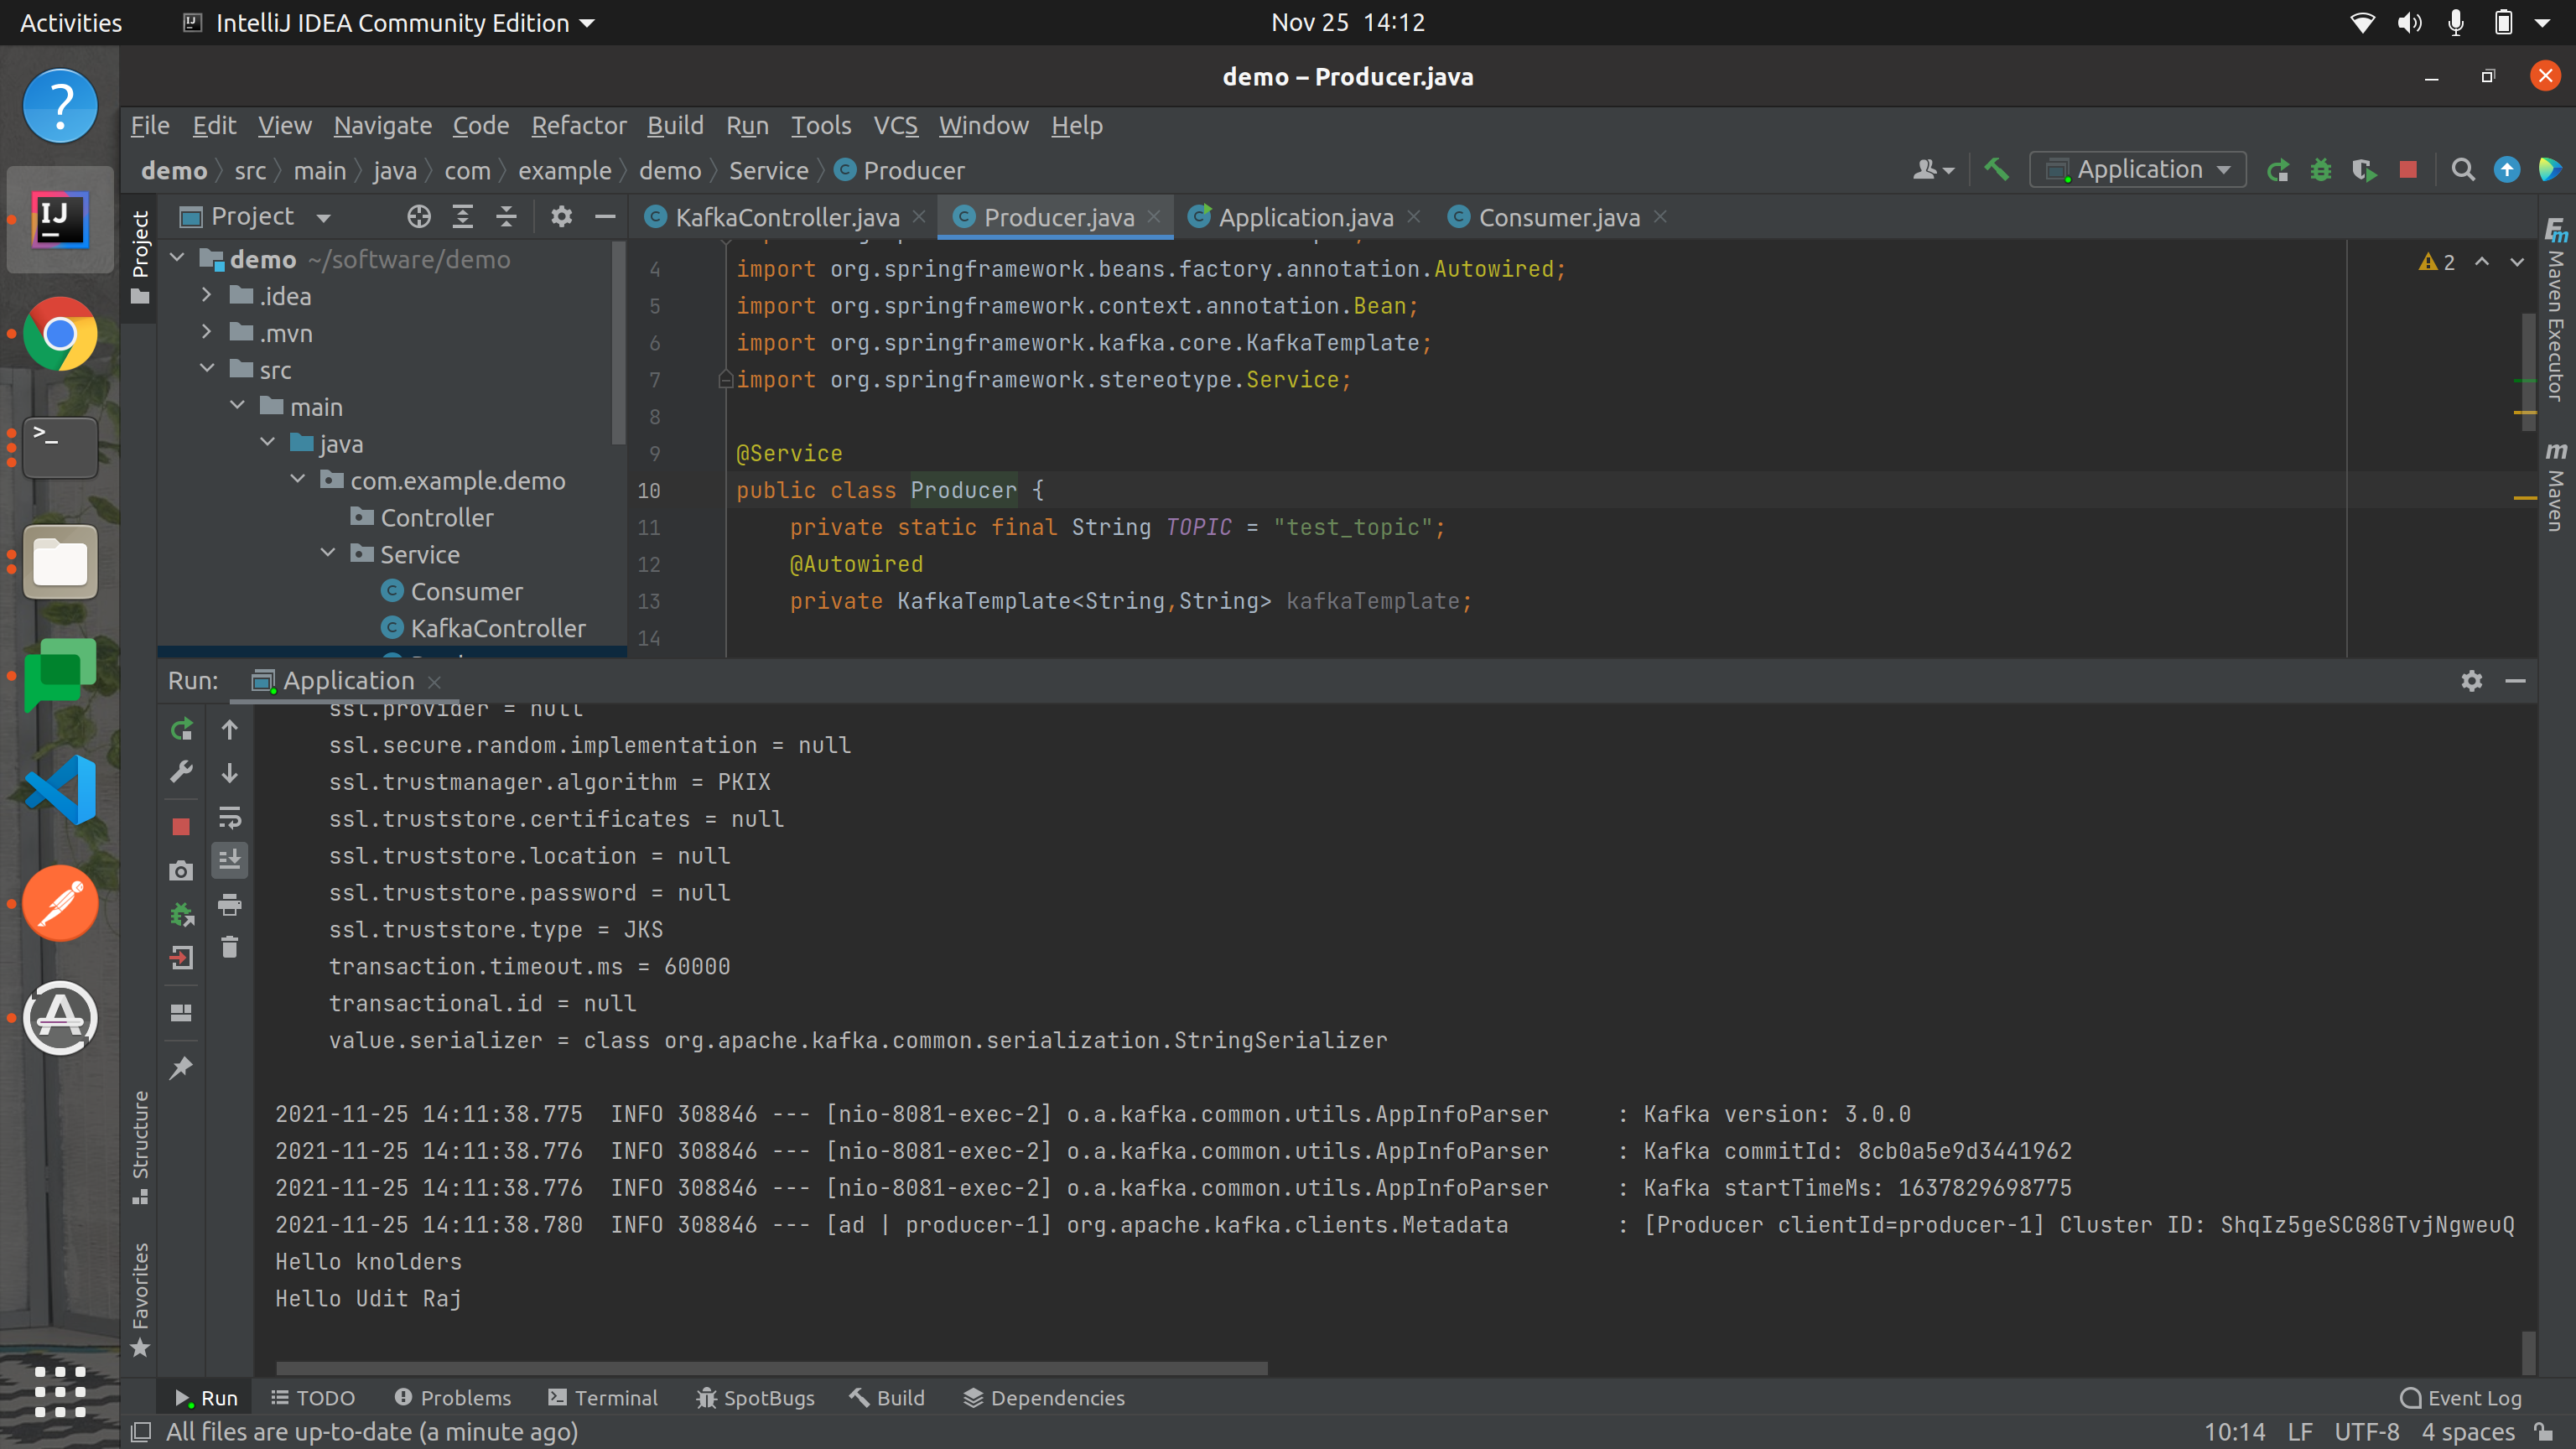 Activities IntelliJ IDEA Community Edition Nov 25 14:12
demo – Producer.java
File Edit View Navigate Code Refactor Build Run Tools VCS Window Help
demo src main java com example demo Service Producer Application
Project
Project
KafkaController.java Producer.java Application.java Consumer.java
demo ~/software/demo
.idea
.mvn
src
main
java
com.example.demo
Controller
Service
Consumer
KafkaController
4 import org.springframework.beans.factory.annotation.Autowired;
5 import org.springframework.context.annotation.Bean;
6 import org.springframework.kafka.core.KafkaTemplate;
7 import org.springframework.stereotype.Service;
8
9 @Service
10 public class Producer {
11 private static final String TOPIC = "test_topic";
12 @Autowired
13 private KafkaTemplate<String,String> kafkaTemplate;
14
2
Maven Executor
Maven
Run: Application
ssl.provider = null
ssl.secure.random.implementation = null
ssl.trustmanager.algorithm = PKIX
ssl.truststore.certificates = null
ssl.truststore.location = null
ssl.truststore.password = null
ssl.truststore.type = JKS
transaction.timeout.ms = 60000
transactional.id = null
value.serializer = class org.apache.kafka.common.serialization.StringSerializer
2021-11-25 14:11:38.775 INFO 308846 --- [nio-8081-exec-2] o.a.kafka.common.utils.AppInfoParser : Kafka version: 3.0.0
2021-11-25 14:11:38.776 INFO 308846 --- [nio-8081-exec-2] o.a.kafka.common.utils.AppInfoParser : Kafka commitId: 8cb0a5e9d3441962
2021-11-25 14:11:38.776 INFO 308846 --- [nio-8081-exec-2] o.a.kafka.common.utils.AppInfoParser : Kafka startTimeMs: 1637829698775
2021-11-25 14:11:38.780 INFO 308846 --- [ad | producer-1] org.apache.kafka.clients.Metadata : [Producer clientId=producer-1] Cluster ID: ShqIz5geSCG8GTvjNgweuQ
Hello knolders
Hello Udit Raj
Structure
Favorites
Run TODO Problems Terminal SpotBugs Build Dependencies Event Log
All files are up-to-date (a minute ago) 10:14 LF UTF-8 4 spaces